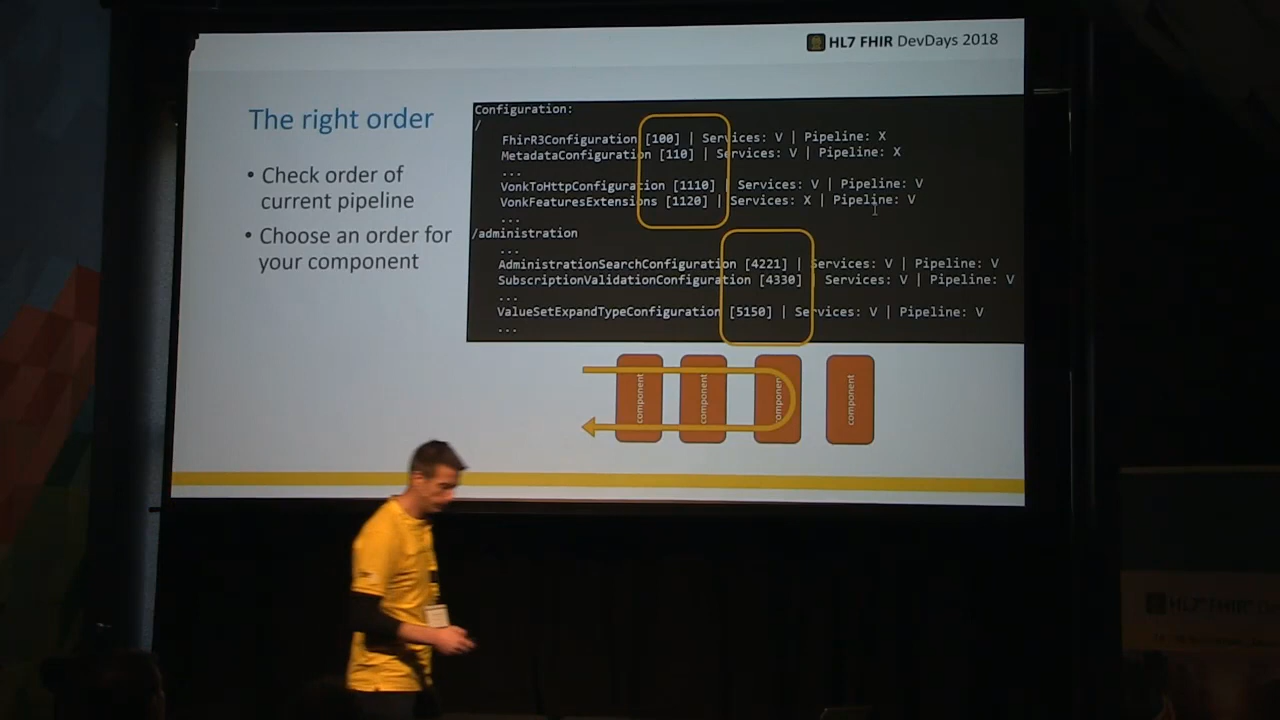 HL7 FHIR DevDays 2018
The right order
• Check order of
current pipeline
• Choose an order for
your component
Configuration:
/
FhirR3Configuration [100] | Services: V | Pipeline: X
MetadataConfiguration [110] | Services: V | Pipeline: X
...
VonkToHttpConfiguration [1110] | Services: V | Pipeline: V
VonkFeaturesExtensions [1120] | Services: X | Pipeline: V
...
/administration
...
AdministrationSearchConfiguration [4221] | Services: V | Pipeline: V
SubscriptionValidationConfiguration [4330] | Services: V | Pipeline: V
...
ValueSetExpandTypeConfiguration [5150] | Services: V | Pipeline: V
...
component
component
component
component
HL7 FHIR